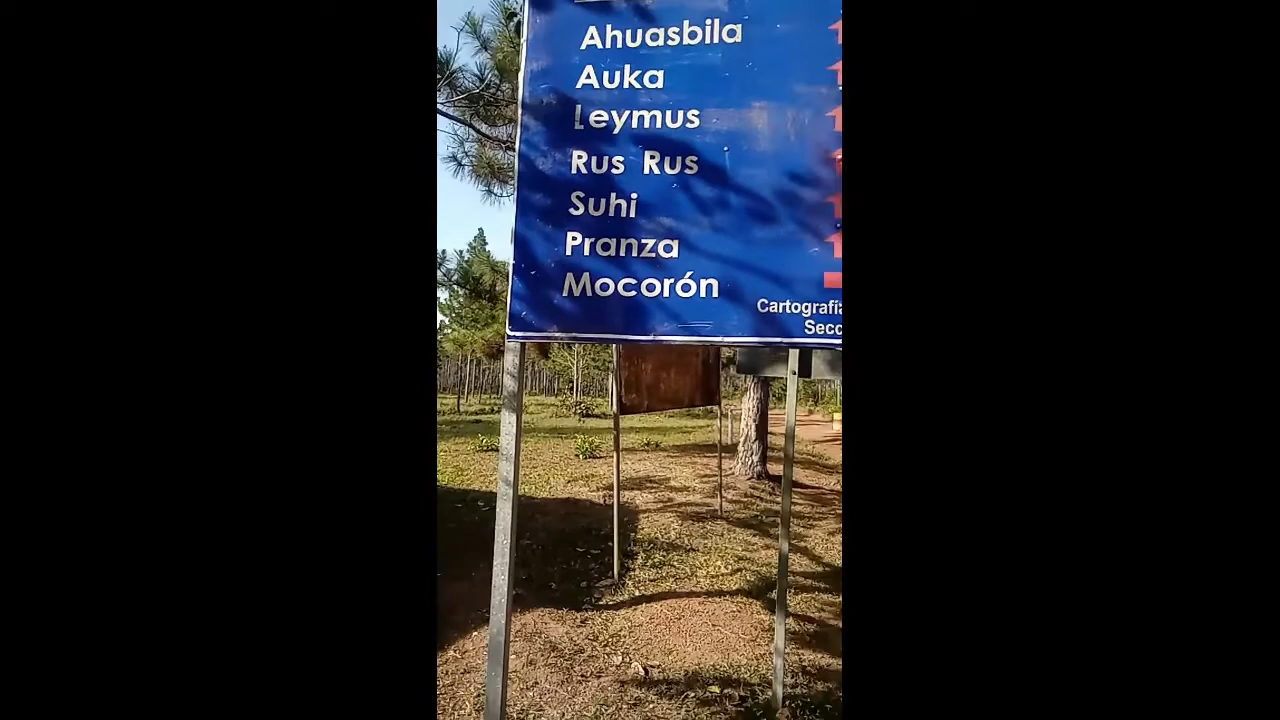 Ahuasbila
Auka
Leymus
Rus Rus
Suhi
Pranza
Mocorón